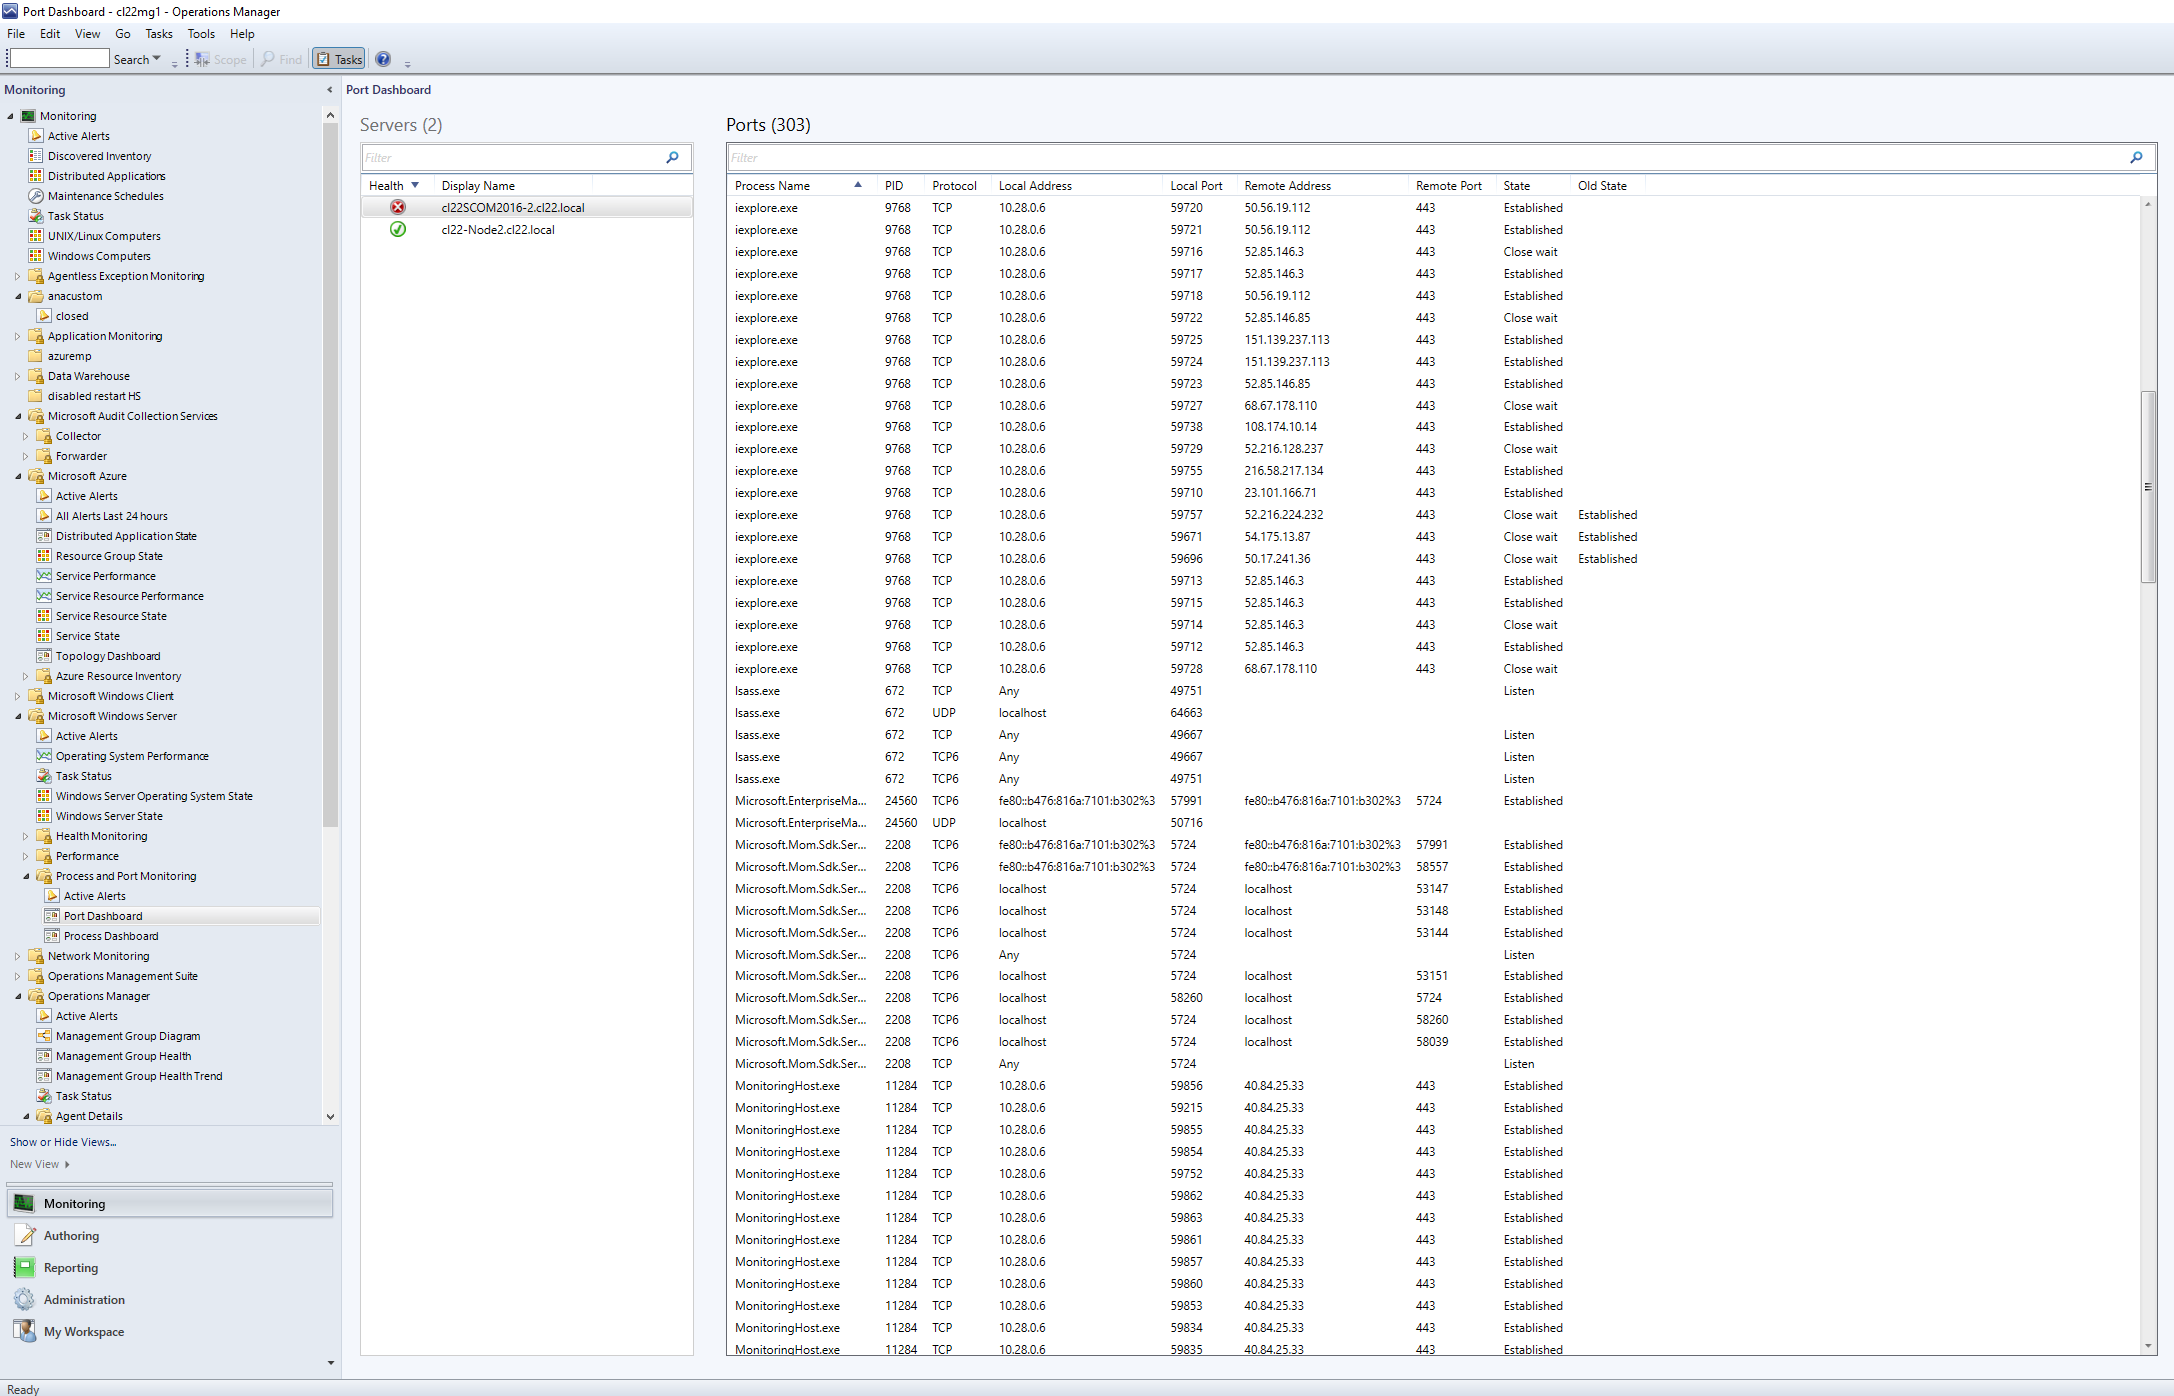 Port Dashboard - cl22mg1 - Operations Manager
File Edit View Go Tasks Tools Help
Search Scope Find Tasks
Monitoring
Monitoring
Active Alerts
Discovered Inventory
Distributed Applications
Maintenance Schedules
Task Status
UNIX/Linux Computers
Windows Computers
Agentless Exception Monitoring
anacustom
closed
Application Monitoring
azuremp
Data Warehouse
disabled restart HS
Microsoft Audit Collection Services
Collector
Forwarder
Microsoft Azure
Active Alerts
All Alerts Last 24 hours
Distributed Application State
Resource Group State
Service Performance
Service Resource Performance
Service Resource State
Service State
Topology Dashboard
Azure Resource Inventory
Microsoft Windows Client
Microsoft Windows Server
Active Alerts
Operating System Performance
Task Status
Windows Server Operating System State
Windows Server State
Health Monitoring
Performance
Process and Port Monitoring
Active Alerts
Port Dashboard
Process Dashboard
Network Monitoring
Operations Management Suite
Operations Manager
Active Alerts
Management Group Diagram
Management Group Health
Management Group Health Trend
Task Status
Agent Details
Show or Hide Views...
New View
Monitoring
Authoring
Reporting
Administration
My Workspace
Port Dashboard
Servers (2)
Filter
Health Display Name
cl22SCOM2016-2.cl22.local
cl22-Node2.cl22.local
Ports (303)
Filter
Process Name PID Protocol Local Address Local Port Remote Address Remote Port State Old State
iexplore.exe 9768 TCP 10.28.0.6 59720 50.56.19.112 443 Established
iexplore.exe 9768 TCP 10.28.0.6 59721 50.56.19.112 443 Established
iexplore.exe 9768 TCP 10.28.0.6 59716 52.85.146.3 443 Close wait
iexplore.exe 9768 TCP 10.28.0.6 59717 52.85.146.3 443 Established
iexplore.exe 9768 TCP 10.28.0.6 59718 50.56.19.112 443 Established
iexplore.exe 9768 TCP 10.28.0.6 59722 52.85.146.85 443 Close wait
iexplore.exe 9768 TCP 10.28.0.6 59725 151.139.237.113 443 Established
iexplore.exe 9768 TCP 10.28.0.6 59724 151.139.237.113 443 Established
iexplore.exe 9768 TCP 10.28.0.6 59723 52.85.146.85 443 Established
iexplore.exe 9768 TCP 10.28.0.6 59727 68.67.178.110 443 Close wait
iexplore.exe 9768 TCP 10.28.0.6 59738 108.174.10.14 443 Established
iexplore.exe 9768 TCP 10.28.0.6 59729 52.216.128.237 443 Close wait
iexplore.exe 9768 TCP 10.28.0.6 59755 216.58.217.134 443 Established
iexplore.exe 9768 TCP 10.28.0.6 59710 23.101.166.71 443 Established
iexplore.exe 9768 TCP 10.28.0.6 59757 52.216.224.232 443 Close wait Established
iexplore.exe 9768 TCP 10.28.0.6 59671 54.175.13.87 443 Close wait Established
iexplore.exe 9768 TCP 10.28.0.6 59696 50.17.241.36 443 Close wait Established
iexplore.exe 9768 TCP 10.28.0.6 59713 52.85.146.3 443 Established
iexplore.exe 9768 TCP 10.28.0.6 59715 52.85.146.3 443 Established
iexplore.exe 9768 TCP 10.28.0.6 59714 52.85.146.3 443 Close wait
iexplore.exe 9768 TCP 10.28.0.6 59712 52.85.146.3 443 Established
iexplore.exe 9768 TCP 10.28.0.6 59728 68.67.178.110 443 Close wait
lsass.exe 672 TCP Any 49751 Listen
lsass.exe 672 UDP localhost 64663
lsass.exe 672 TCP Any 49667 Listen
lsass.exe 672 TCP6 Any 49667 Listen
lsass.exe 672 TCP6 Any 49751 Listen
Microsoft.EnterpriseMa... 24560 TCP6 fe80::b476:816a:7101:b302%3 57991 fe80::b476:816a:7101:b302%3 5724 Established
Microsoft.EnterpriseMa... 24560 UDP localhost 50716
Microsoft.Mom.Sdk.Ser... 2208 TCP6 fe80::b476:816a:7101:b302%3 5724 fe80::b476:816a:7101:b302%3 57991 Established
Microsoft.Mom.Sdk.Ser... 2208 TCP6 fe80::b476:816a:7101:b302%3 5724 fe80::b476:816a:7101:b302%3 58557 Established
Microsoft.Mom.Sdk.Ser... 2208 TCP6 localhost 5724 localhost 53147 Established
Microsoft.Mom.Sdk.Ser... 2208 TCP6 localhost 5724 localhost 53148 Established
Microsoft.Mom.Sdk.Ser... 2208 TCP6 localhost 5724 localhost 53144 Established
Microsoft.Mom.Sdk.Ser... 2208 TCP6 Any 5724 Listen
Microsoft.Mom.Sdk.Ser... 2208 TCP6 localhost 5724 localhost 53151 Established
Microsoft.Mom.Sdk.Ser... 2208 TCP6 localhost 58260 localhost 5724 Established
Microsoft.Mom.Sdk.Ser... 2208 TCP6 localhost 5724 localhost 58260 Established
Microsoft.Mom.Sdk.Ser... 2208 TCP6 localhost 5724 localhost 58039 Established
Microsoft.Mom.Sdk.Ser... 2208 TCP Any 5724 Listen
MonitoringHost.exe 11284 TCP 10.28.0.6 59856 40.84.25.33 443 Established
MonitoringHost.exe 11284 TCP 10.28.0.6 59215 40.84.25.33 443 Established
MonitoringHost.exe 11284 TCP 10.28.0.6 59855 40.84.25.33 443 Established
MonitoringHost.exe 11284 TCP 10.28.0.6 59854 40.84.25.33 443 Established
MonitoringHost.exe 11284 TCP 10.28.0.6 59752 40.84.25.33 443 Established
MonitoringHost.exe 11284 TCP 10.28.0.6 59862 40.84.25.33 443 Established
MonitoringHost.exe 11284 TCP 10.28.0.6 59863 40.84.25.33 443 Established
MonitoringHost.exe 11284 TCP 10.28.0.6 59861 40.84.25.33 443 Established
MonitoringHost.exe 11284 TCP 10.28.0.6 59857 40.84.25.33 443 Established
MonitoringHost.exe 11284 TCP 10.28.0.6 59860 40.84.25.33 443 Established
MonitoringHost.exe 11284 TCP 10.28.0.6 59853 40.84.25.33 443 Established
MonitoringHost.exe 11284 TCP 10.28.0.6 59834 40.84.25.33 443 Established
MonitoringHost.exe 11284 TCP 10.28.0.6 59835 40.84.25.33 443 Established
Ready